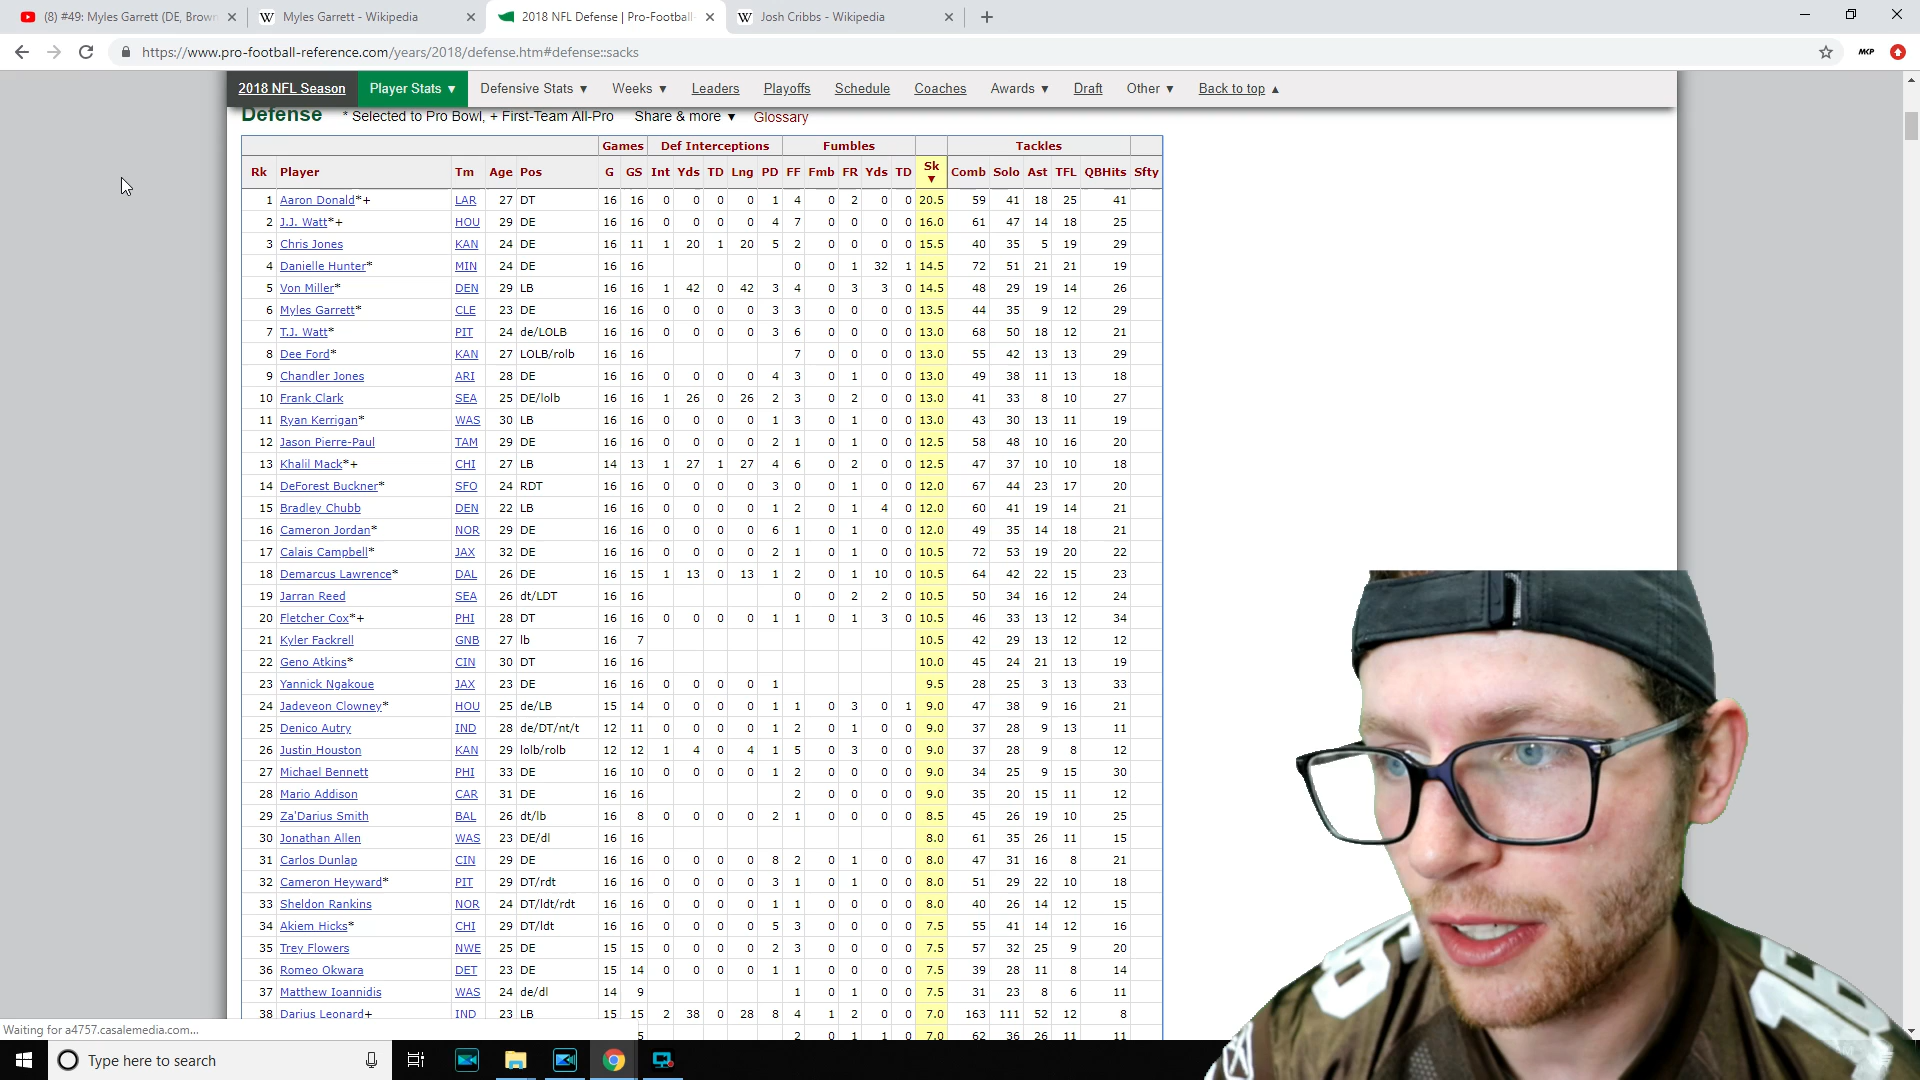 (8) #49: Myles Garrett (DE, Brown
Myles Garrett - Wikipedia
2018 NFL Defense | Pro-Football
Josh Cribbs - Wikipedia
https://www.pro-football-reference.com/years/2018/defense.htm#defense::sacks
MKP
2018 NFL Season Player Stats ▼ Defensive Stats ▼ Weeks ▼ Leaders Playoffs Schedule Coaches Awards ▼ Draft Other ▼ Back to top ▲
Defense * Selected to Pro Bowl, + First-Team All-Pro Share & more ▼ Glossary
Games Def Interceptions Fumbles Tackles
Rk Player Tm Age Pos G GS Int Yds TD Lng PD FF Fmb FR Yds TD Sk ▼ Comb Solo Ast TFL QBHits Sfty
1 Aaron Donald*+ LAR 27 DT 16 16 0 0 0 0 1 4 0 2 0 0 20.5 59 41 18 25 41
2 J.J. Watt*+ HOU 29 DE 16 16 0 0 0 0 4 7 0 0 0 0 16.0 61 47 14 18 25
3 Chris Jones KAN 24 DE 16 11 1 20 1 20 5 2 0 0 0 0 15.5 40 35 5 19 29
4 Danielle Hunter* MIN 24 DE 16 16 0 0 1 32 1 14.5 72 51 21 21 19
5 Von Miller* DEN 29 LB 16 16 1 42 0 42 3 4 0 3 3 0 14.5 48 29 19 14 26
6 Myles Garrett* CLE 23 DE 16 16 0 0 0 0 3 3 0 0 0 0 13.5 44 35 9 12 29
7 T.J. Watt* PIT 24 de/LOLB 16 16 0 0 0 0 3 6 0 0 0 0 13.0 68 50 18 12 21
8 Dee Ford* KAN 27 LOLB/rolb 16 16 7 0 0 0 0 13.0 55 42 13 13 29
9 Chandler Jones ARI 28 DE 16 16 0 0 0 0 4 3 0 1 0 0 13.0 49 38 11 13 18
10 Frank Clark SEA 25 DE/lolb 16 16 1 26 0 26 2 3 0 2 0 0 13.0 41 33 8 10 27
11 Ryan Kerrigan* WAS 30 LB 16 16 0 0 0 0 1 3 0 1 0 0 13.0 43 30 13 11 19
12 Jason Pierre-Paul TAM 29 DE 16 16 0 0 0 0 2 1 0 1 0 0 12.5 58 48 10 16 20
13 Khalil Mack*+ CHI 27 LB 14 13 1 27 1 27 4 6 0 2 0 0 12.5 47 37 10 10 18
14 DeForest Buckner* SFO 24 RDT 16 16 0 0 0 0 3 0 0 1 0 0 12.0 67 44 23 17 20
15 Bradley Chubb DEN 22 LB 16 16 0 0 0 0 1 2 0 1 4 0 12.0 60 41 19 14 21
16 Cameron Jordan* NOR 29 DE 16 16 0 0 0 0 6 1 0 1 0 0 12.0 49 35 14 18 21
17 Calais Campbell* JAX 32 DE 16 16 0 0 0 0 2 1 0 1 0 0 10.5 72 53 19 20 22
18 Demarcus Lawrence* DAL 26 DE 16 15 1 13 0 13 1 2 0 1 10 0 10.5 64 42 22 15 23
19 Jarran Reed SEA 26 dt/LDT 16 16 0 0 2 2 0 10.5 50 34 16 12 24
20 Fletcher Cox*+ PHI 28 DT 16 16 0 0 0 0 1 1 0 1 3 0 10.5 46 33 13 12 34
21 Kyler Fackrell GNB 27 lb 16 7 10.5 42 29 13 12 12
22 Geno Atkins* CIN 30 DT 16 16 10.0 45 24 21 13 19
23 Yannick Ngakoue JAX 23 DE 16 16 0 0 0 0 1 9.5 28 25 3 13 33
24 Jadeveon Clowney* HOU 25 de/LB 15 14 0 0 0 0 1 1 0 3 0 1 9.0 47 38 9 16 21
25 Denico Autry IND 28 de/DT/nt/t 12 11 0 0 0 0 1 2 0 1 0 0 9.0 37 28 9 13 11
26 Justin Houston KAN 29 lolb/rolb 12 12 1 4 0 4 1 5 0 3 0 0 9.0 37 28 9 8 12
27 Michael Bennett PHI 33 DE 16 10 0 0 0 0 1 2 0 0 0 0 9.0 34 25 9 15 30
28 Mario Addison CAR 31 DE 16 16 2 0 0 0 0 9.0 35 20 15 11 12
29 Za'Darius Smith BAL 26 dt/lb 16 8 0 0 0 0 2 1 0 0 0 0 8.5 45 26 19 10 25
30 Jonathan Allen WAS 23 DE/dl 16 16 8.0 61 35 26 11 15
31 Carlos Dunlap CIN 29 DE 16 16 0 0 0 0 8 2 0 1 0 0 8.0 47 31 16 8 21
32 Cameron Heyward* PIT 29 DT/rdt 16 16 0 0 0 0 3 1 0 1 0 0 8.0 51 29 22 10 18
33 Sheldon Rankins NOR 24 DT/ldt/rdt 16 16 0 0 0 0 1 1 0 0 0 0 8.0 40 26 14 12 15
34 Akiem Hicks* CHI 29 DT/ldt 16 16 0 0 0 0 5 3 0 0 0 0 7.5 55 41 14 12 16
35 Trey Flowers NWE 25 DE 15 15 0 0 0 0 2 3 0 0 0 0 7.5 57 32 25 9 20
36 Romeo Okwara DET 23 DE 15 14 0 0 0 0 1 1 0 0 0 0 7.5 39 28 11 8 14
37 Matthew Ioannidis WAS 24 de/dl 14 9 1 0 1 0 0 7.5 31 23 8 6 11
38 Darius Leonard+ IND 23 LB 15 15 2 38 0 28 8 4 1 2 0 0 7.0 163 111 52 12 8
5 2 0 1 1 0 7.0 62 36 26 11 11
Waiting for a4757.casalemedia.com...
Type here to search